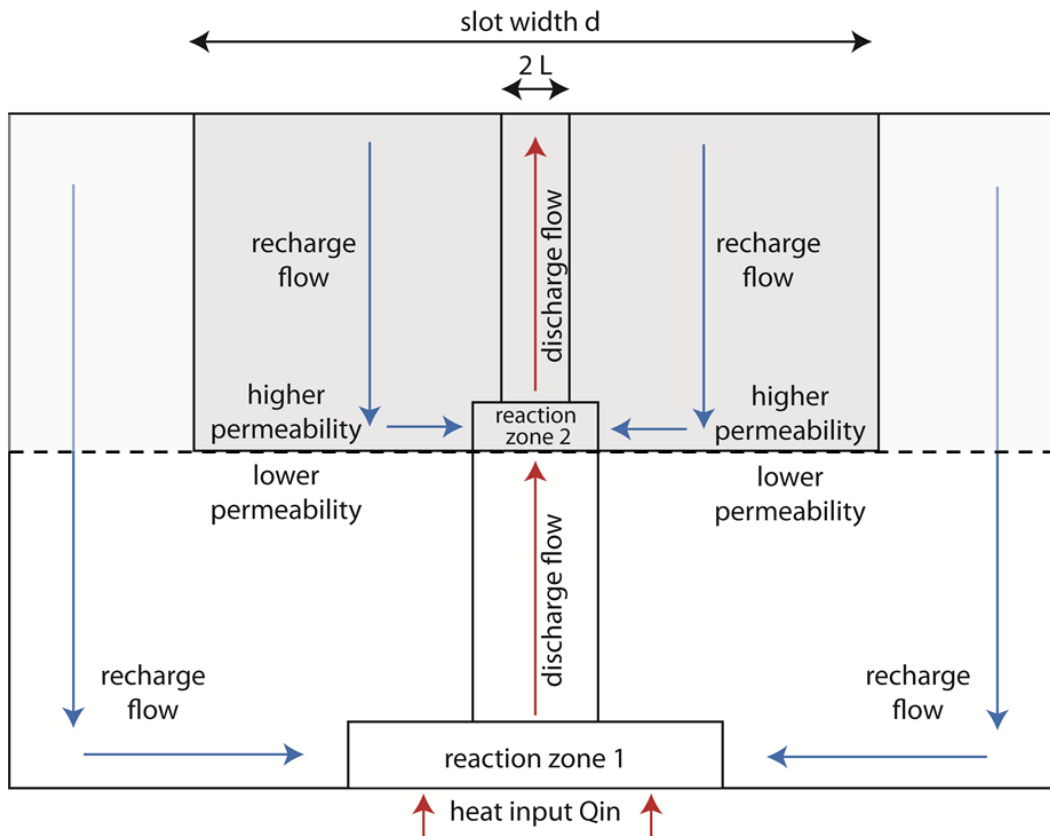 slot width d
2 L
recharge
flow
discharge flow
recharge
flow
higher
permeability
reaction
zone 2
higher
permeability
lower
permeability
lower
permeability
discharge flow
recharge
flow
recharge
flow
reaction zone 1
heat input Qin